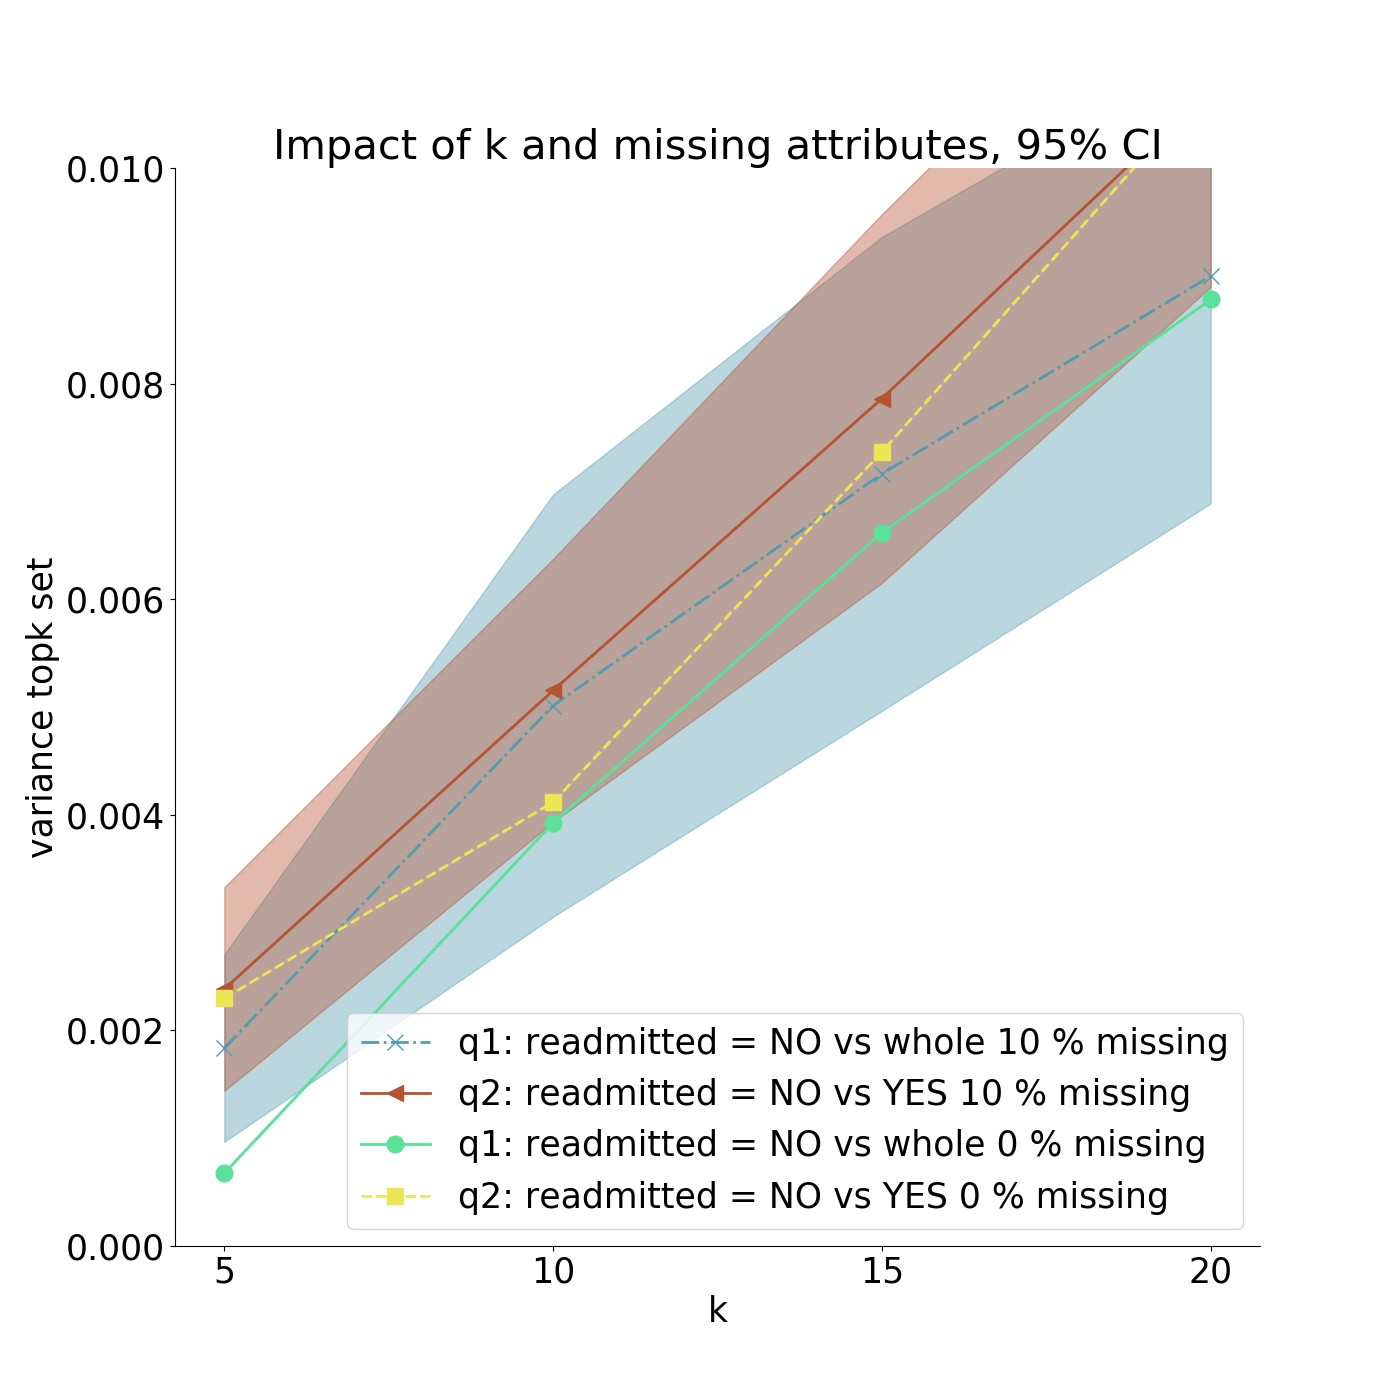 Impact of k and missing attributes, 95% CI
0.010
0.008
0.006
0.004
0.002
0.000
variance topk set
q1: readmitted = NO vs whole 10 % missing
q2: readmitted = NO vs YES 10 % missing
q1: readmitted = NO vs whole 0 % missing
q2: readmitted = NO vs YES 0 % missing
5 10 15 20
k